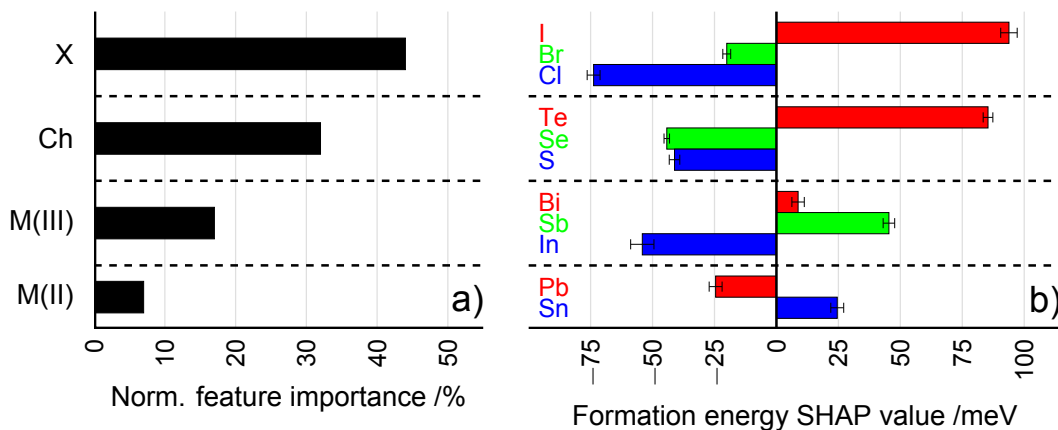 X
Ch
M(III)
M(II)
a)
0
10
20
30
40
50
Norm. feature importance /%
I
Br
Cl
Te
Se
S
Bi
Sb
In
Pb
Sn
b)
—75
—50
—25
0
25
50
75
100
Formation energy SHAP value /meV